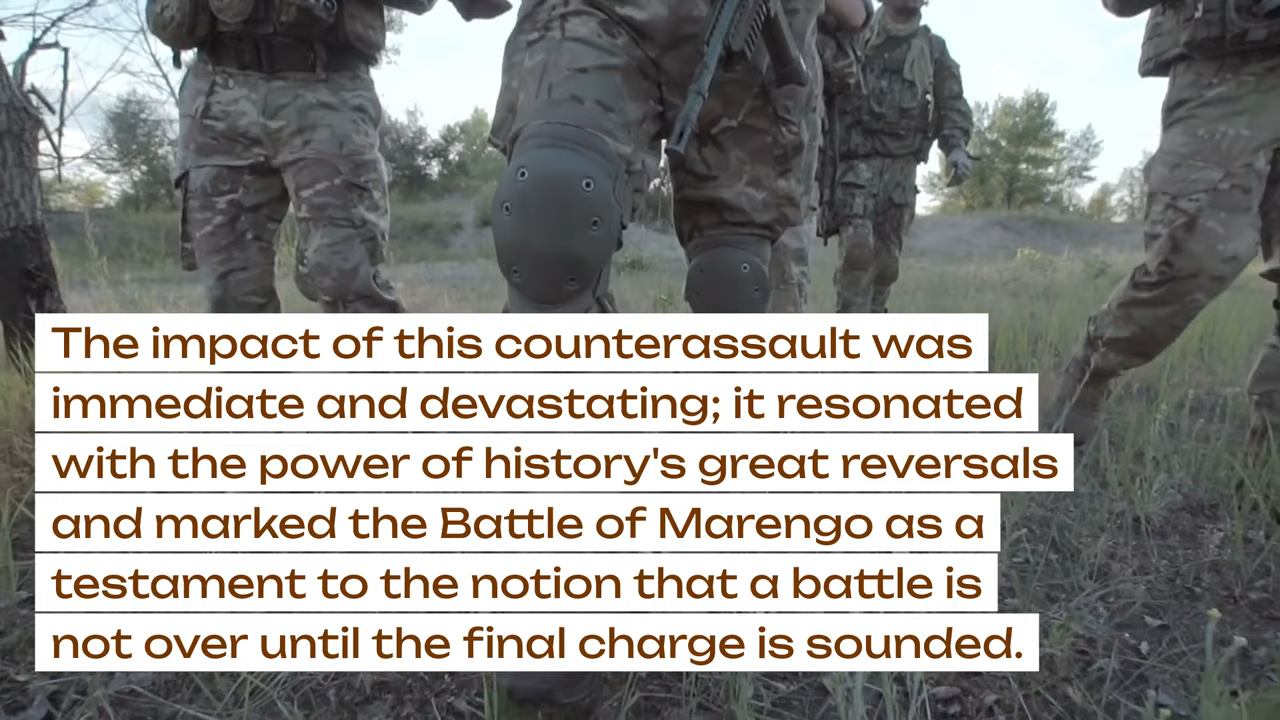 The impact of this counterassault was
immediate and devastating; it resonated
with the power of history's great reversals
and marked the Battle of Marengo as a
testament to the notion that a battle is
not over until the final charge is sounded.